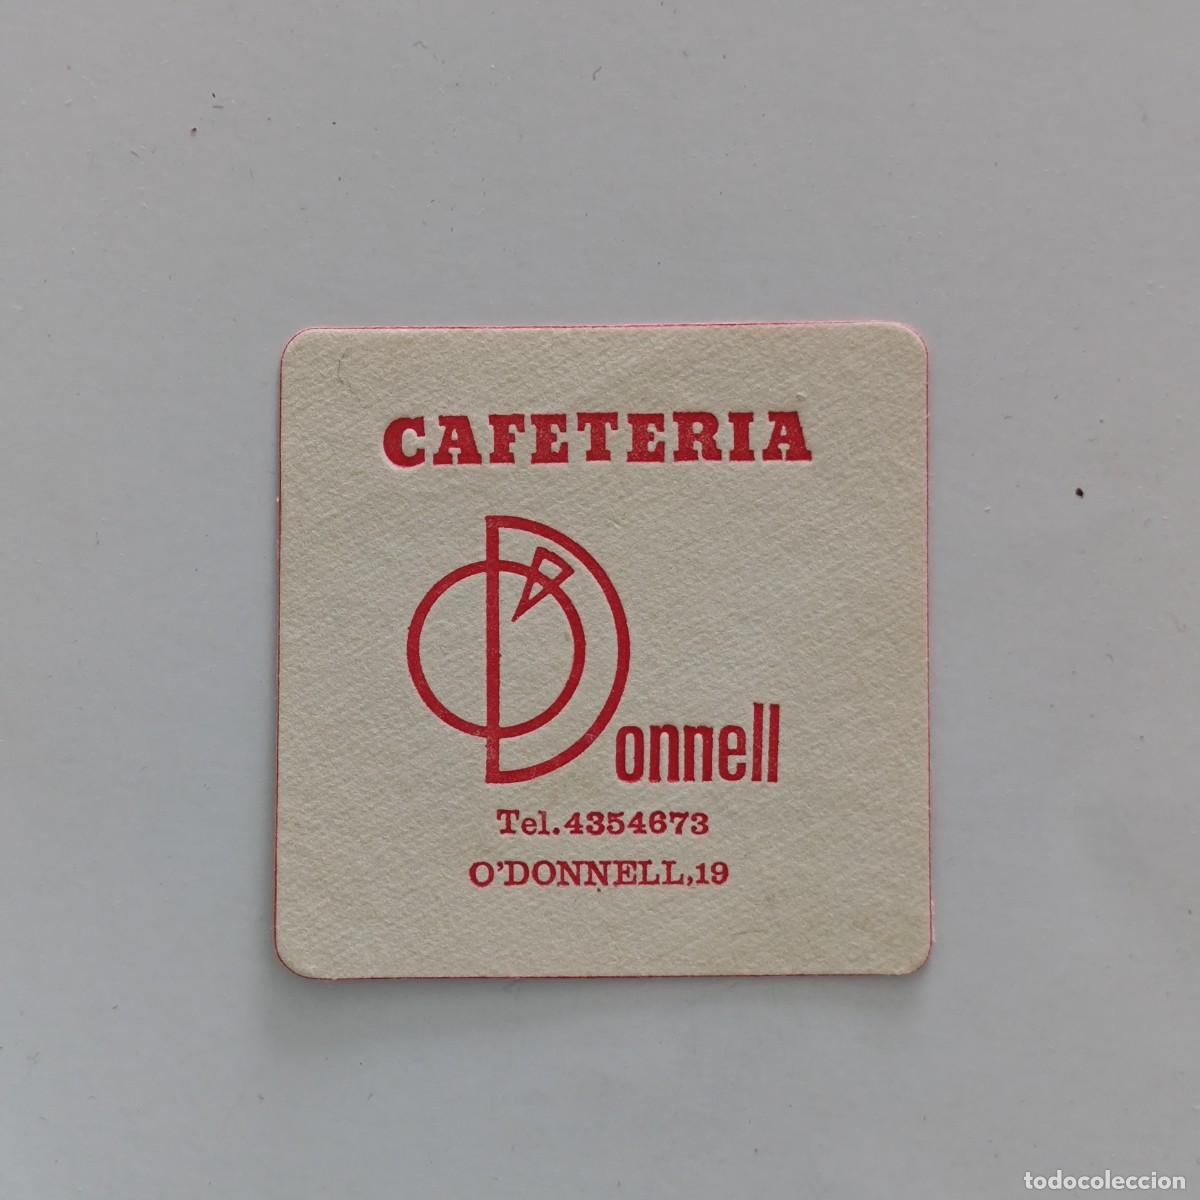 CAFETERIA
O'Donnell
Tel.4354673
O'DONNELL,19
todocoleccion